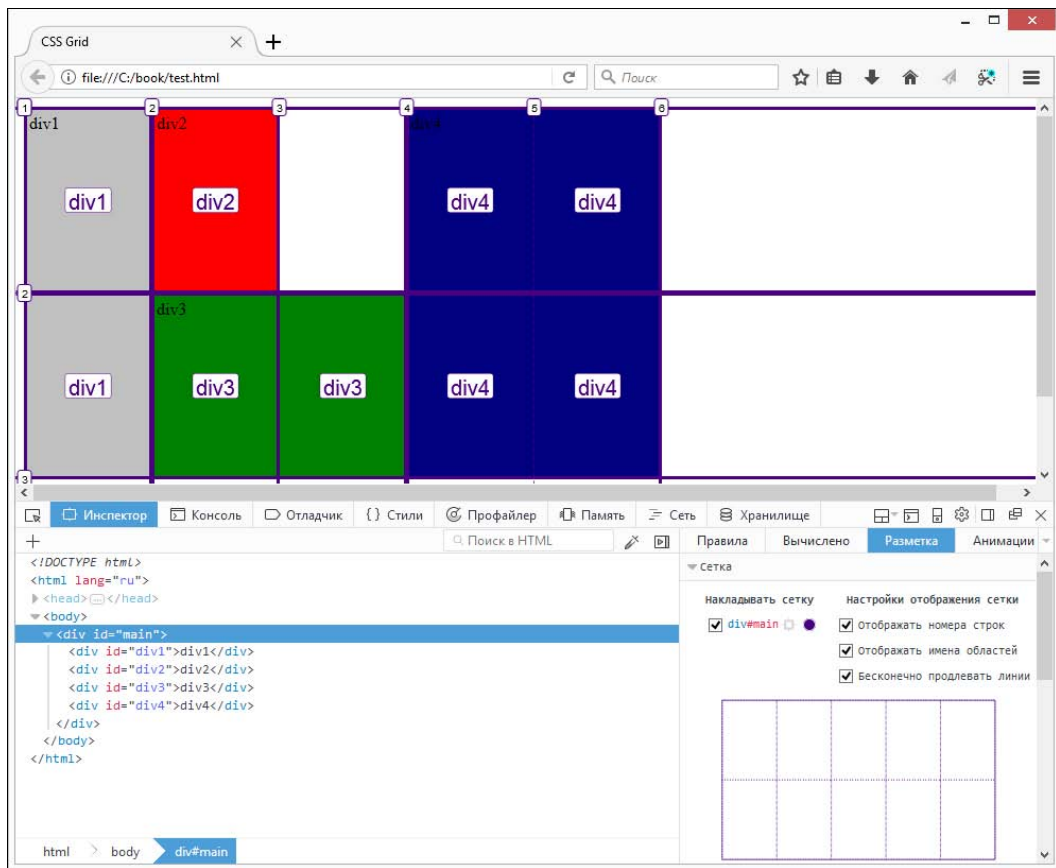 CSS Grid
file:///C:/book/test.html
Поиск
1 2 3 4 5 6
div1 div2 div4
div1 div2 div4 div4
2
div3
div1 div3 div3 div4 div4
3
Инспектор Консоль Отладчик {} Стили Профайлер Память Сеть Хранилище
+ Поиск в HTML Правила Вычислено Разметка Анимации
<!DOCTYPE html>
Сетка
<html lang="ru">
<head>...</head>
Накладывать сетку Настройки отображения сетки
<body>
div#main Отображать номера строк
<div id="main">
<div id="div1">div1</div>
Отображать имена областей
<div id="div2">div2</div>
<div id="div3">div3</div>
Бесконечно продлевать линии
<div id="div4">div4</div>
</div>
</body>
</html>
html body div#main